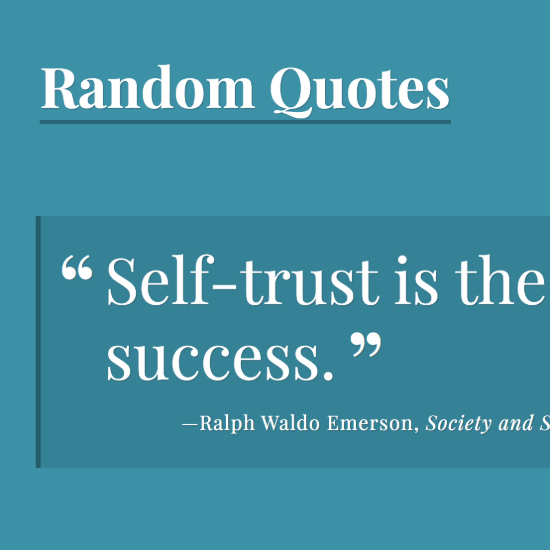 Random Quotes
“ Self-trust is the
success. ”
—Ralph Waldo Emerson, Society and